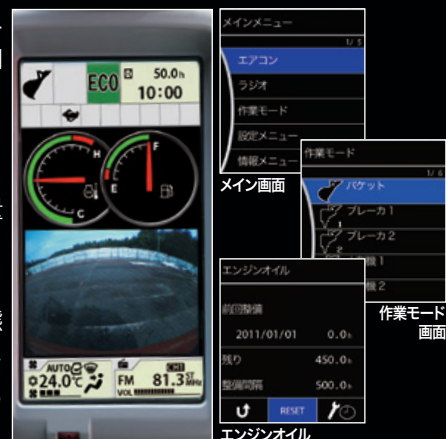 ECO
50.0h
10:00
H
C
F
E
AUTO
24.0℃
FM
CH1
81.3 ST MHz
VOL
メインメニュー
1/ 5
エアコン
ラジオ
作業モード
設定メニュー
情報メニュー
メイン画面
作業モード
1/ 6
バケット
ブレーカ1
1
ブレーカ2
2
機1
機2
作業モード
画面
エンジンオイル
前回整備
2011/01/01 0.0h
残り 450.0h
整備間隔 500.0h
RESET
エンジンオイル